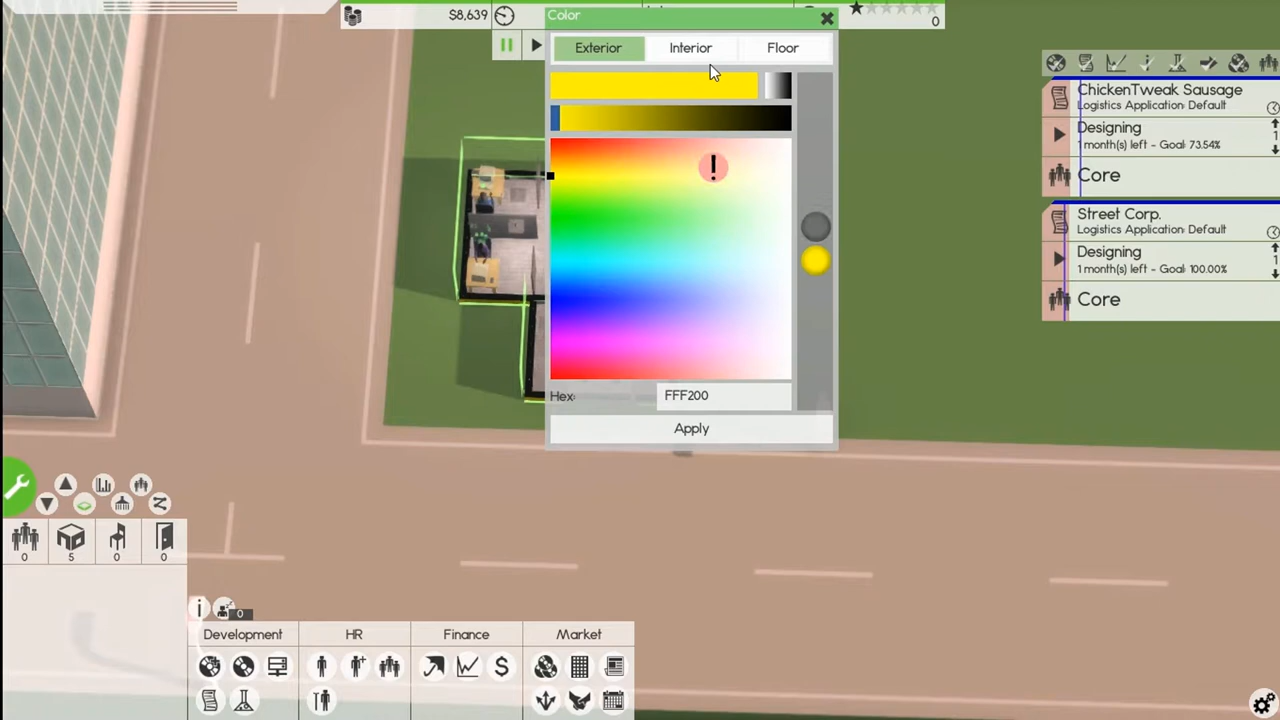 $8,639
Color
0
Exterior Interior Floor
!
Hex: FFF200
Apply
ChickenTweak Sausage
Logistics Application: Default
Designing
1 month(s) left - Goal: 73.54%
1
Core
Street Corp.
Logistics Application: Default
Designing
1 month(s) left - Goal: 100.00%
1
Core
0 5 0 0
i 0
Development HR Finance Market
$